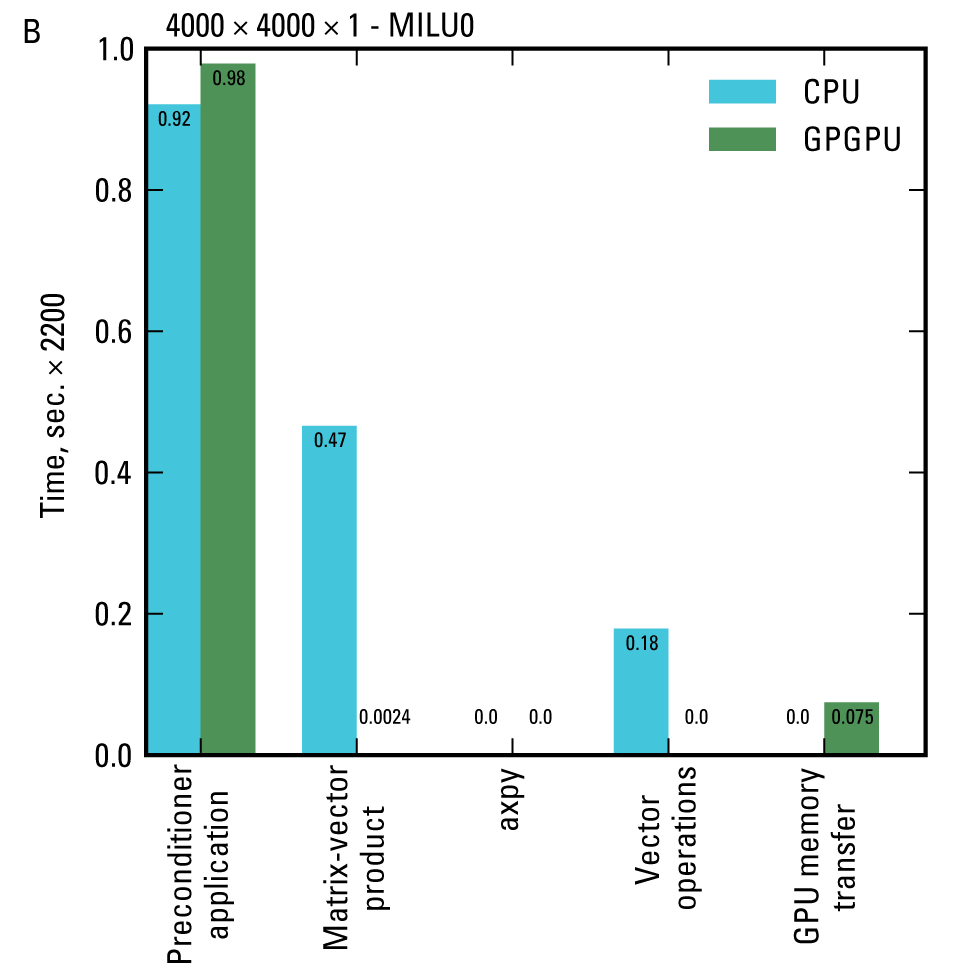 B
4000 × 4000 × 1 - MILU0
1.0
0.8
0.6
0.4
0.2
0.0
Time, sec. × 2200
CPU
GPGPU
0.92
0.98
0.47
0.0024
0.0
0.0
0.18
0.0
0.0
0.075
Preconditioner
application
Matrix-vector
product
axpy
Vector
operations
GPU memory
transfer